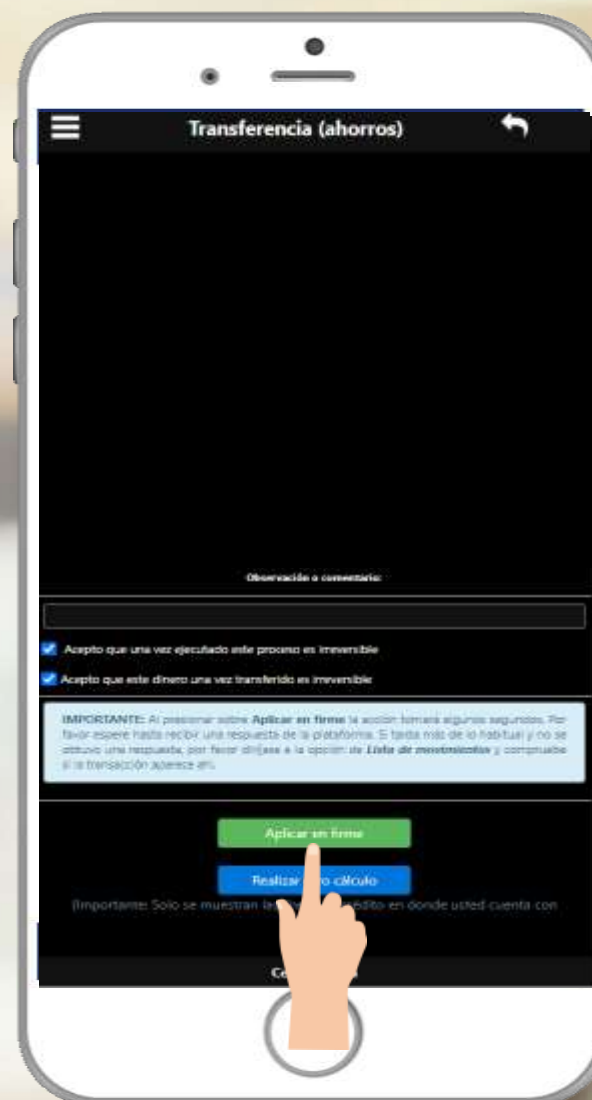 Transferencia (ahorros)
Observación o comentario:
Acepto que una vez ejecutado este proceso es irreversible
Acepto que este dinero una vez transferido es irreversible
IMPORTANTE: Al presionar sobre Aplicar en firme la acción tomará algunos segundos. Por
favor espere hasta recibir una respuesta de la plataforma. Si tarda más de lo habitual y no se
obtuvo una respuesta, por favor diríjase a la opción de Lista de movimientos y compruebe
si la transacción aparece ahí.
Aplicar en firme
Realizar cálculo
(Importante: Solo se muestran en donde usted cuenta con